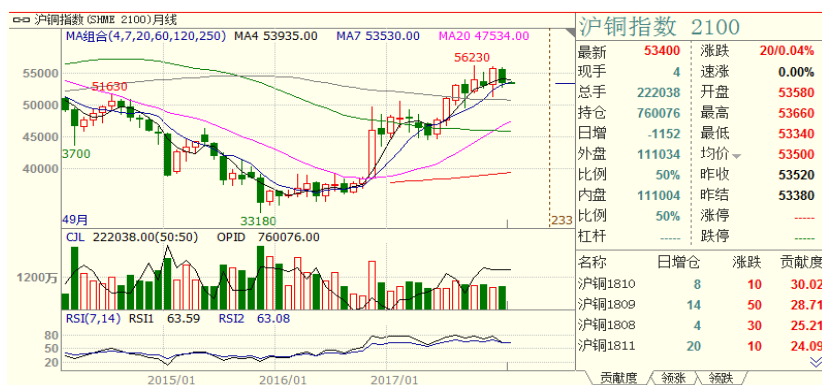 沪铜指数(SHME 2100)月线
MA组合(4,7,20,60,120,250) MA4 53935.00 MA7 53530.00 MA20 47534.00
56230
55000
51630
50000
45000
3700
40000
33180
49月
233
CJL 222038.00(50:50) OPID 760076.00
1200万
RSI(7,14) RSI1 63.59 RSI2 63.08
80
50
20
2015/01 2016/01 2017/01
沪铜指数 2100
最新 53400 涨跌 20/0.04%
现手 4 速涨 0.00%
总手 222038 开盘 53580
持仓 760076 最高 53660
日增 -1152 最低 53340
外盘 111034 均价 53500
比例 50% 昨收 53520
内盘 111004 昨结 53380
比例 50% 涨停 -----
杠杆 ----- 跌停 -----
名称 日增仓 涨跌 贡献度
沪铜1810 8 10 30.02
沪铜1809 14 50 28.71
沪铜1808 4 30 25.21
沪铜1811 20 10 24.09
贡献度 领涨 领跌